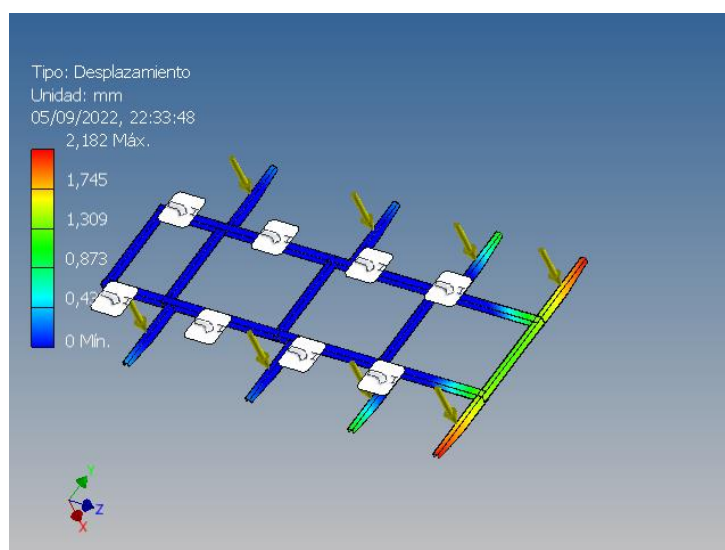 Tipo: Desplazamiento
Unidad: mm
05/09/2022, 22:33:48
2,182 Máx.
1,745
1,309
0,873
0,43
0 Mín.
Y
Z
X